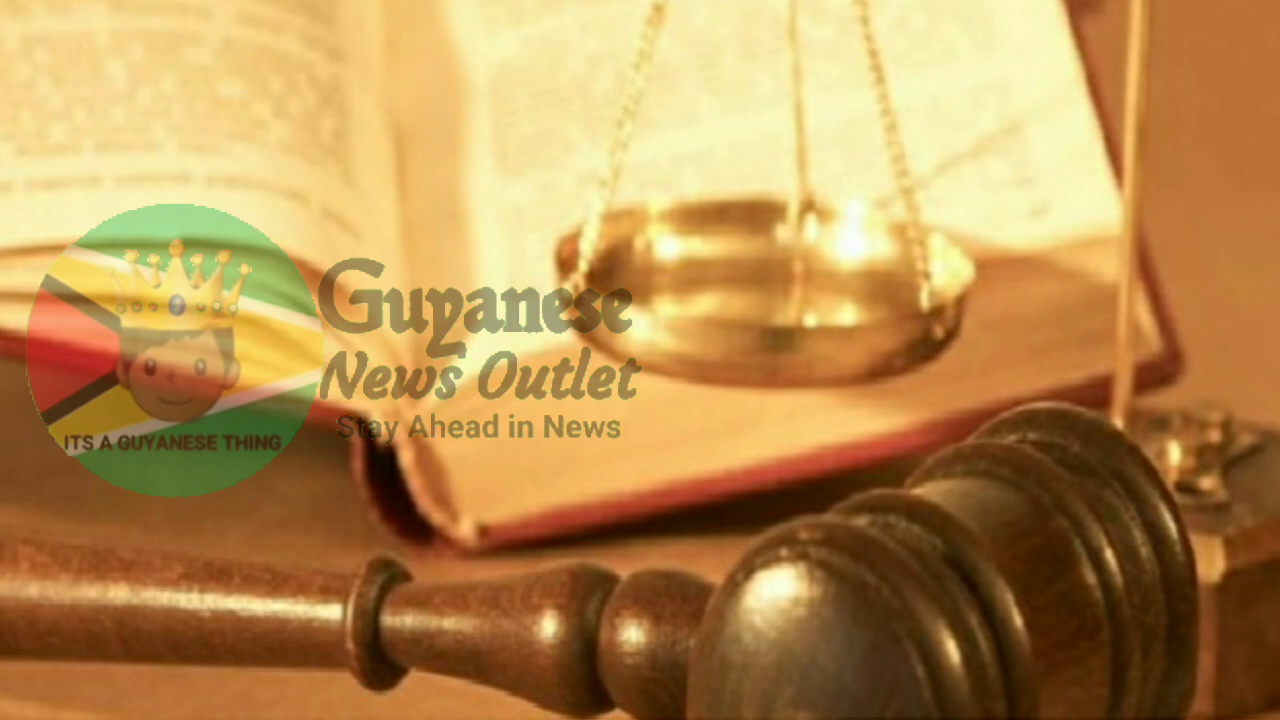 Guyanese
News Outlet
Stay Ahead in News
ITS A GUYANESE THING